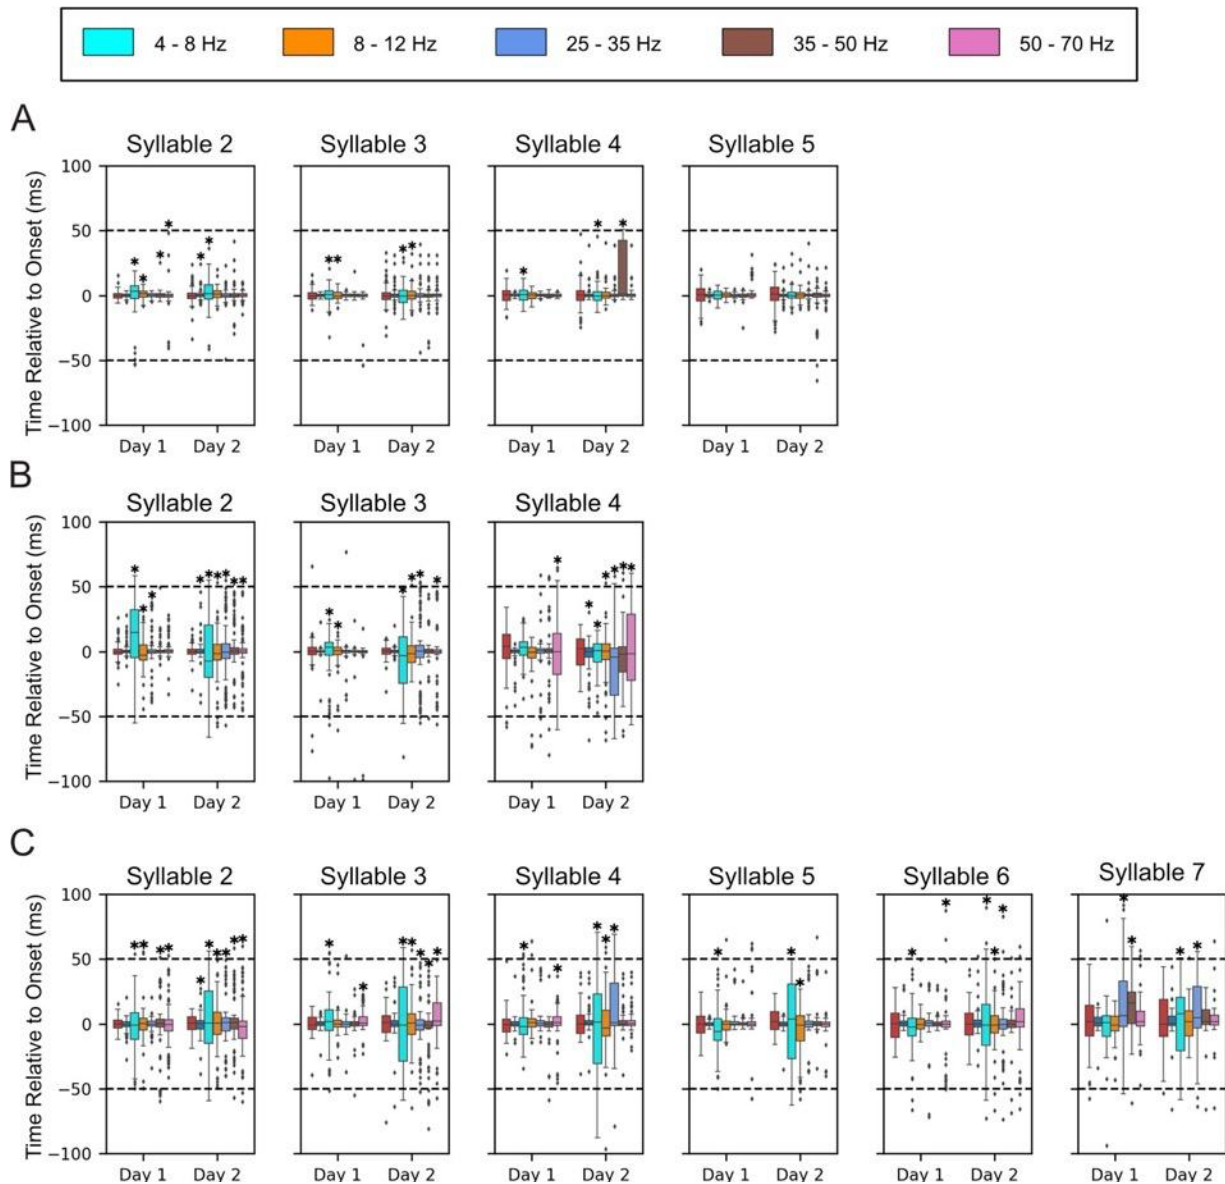 4 - 8 Hz 8 - 12 Hz 25 - 35 Hz 35 - 50 Hz 50 - 70 Hz
A
Syllable 2 Syllable 3 Syllable 4 Syllable 5
Time Relative to Onset (ms)
100
50
0
−50
−100
Day 1 Day 2 Day 1 Day 2 Day 1 Day 2 Day 1 Day 2
B
Syllable 2 Syllable 3 Syllable 4
Time Relative to Onset (ms)
100
50
0
−50
−100
Day 1 Day 2 Day 1 Day 2 Day 1 Day 2
C
Syllable 2 Syllable 3 Syllable 4 Syllable 5 Syllable 6 Syllable 7
Time Relative to Onset (ms)
100
50
0
−50
−100
Day 1 Day 2 Day 1 Day 2 Day 1 Day 2 Day 1 Day 2 Day 1 Day 2 Day 1 Day 2